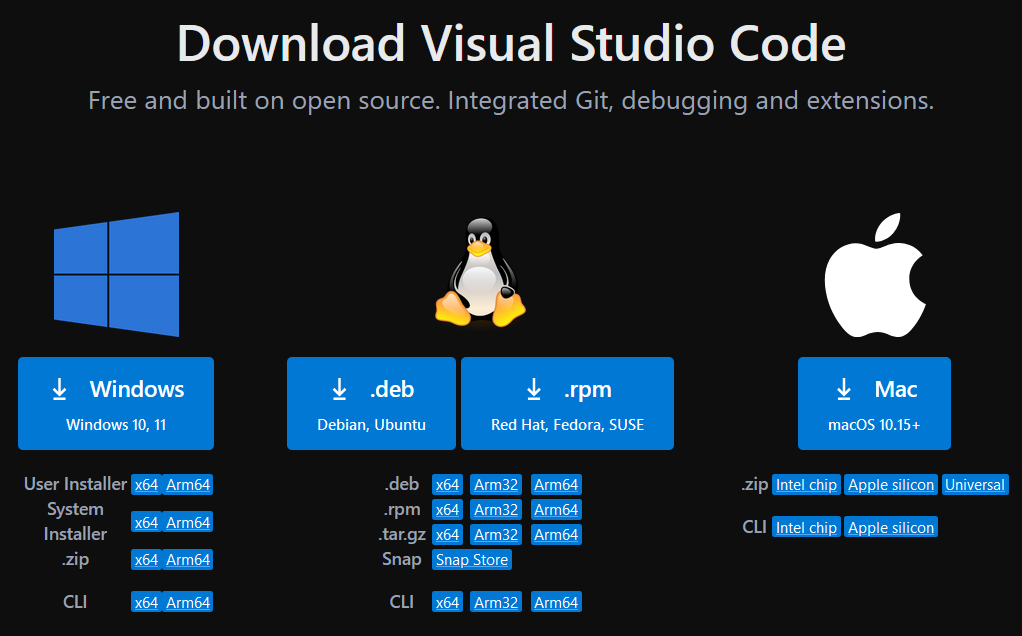 Download Visual Studio Code
Free and built on open source. Integrated Git, debugging and extensions.
Windows
Windows 10, 11
User Installer x64 Arm64
System
Installer x64 Arm64
.zip x64 Arm64
CLI x64 Arm64
.deb
Debian, Ubuntu
.rpm
Red Hat, Fedora, SUSE
.deb x64 Arm32 Arm64
.rpm x64 Arm32 Arm64
.tar.gz x64 Arm32 Arm64
Snap Snap Store
CLI x64 Arm32 Arm64
Mac
macOS 10.15+
.zip Intel chip Apple silicon Universal
CLI Intel chip Apple silicon